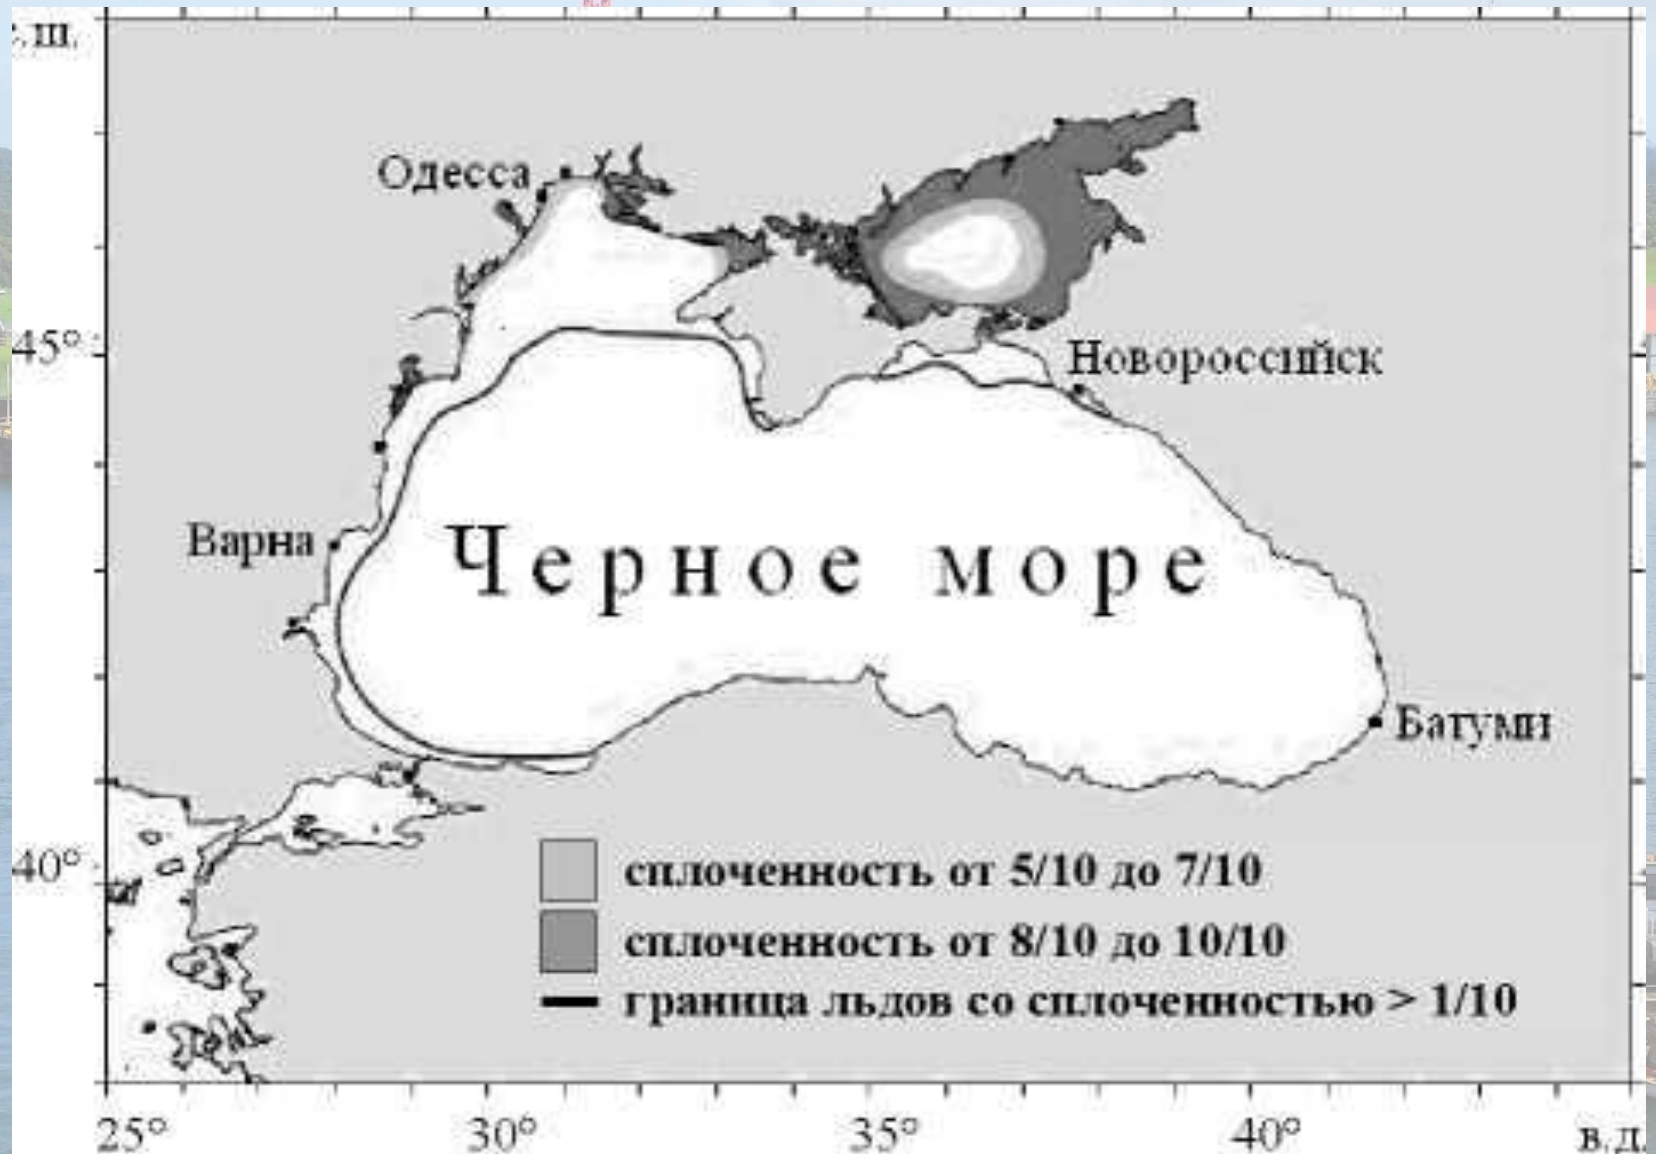 с.ш.
Одесса
45°
Новороссийск
Варна
Черное море
Батуми
40°
сплоченность от 5/10 до 7/10
сплоченность от 8/10 до 10/10
граница льдов со сплоченностью > 1/10
25° 30° 35° 40° в.д.